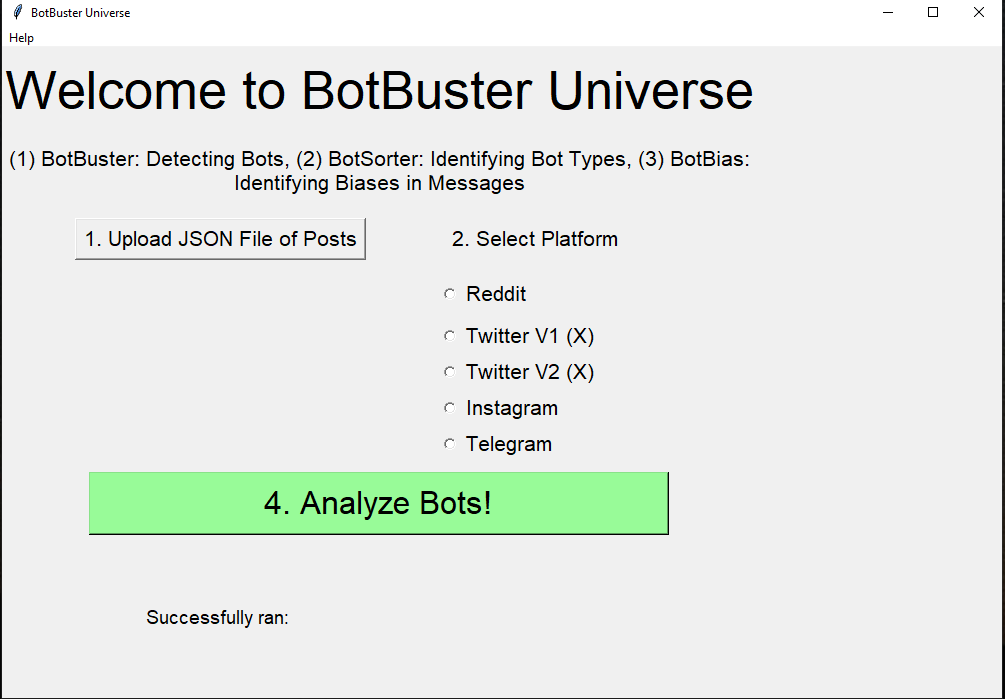 BotBuster Universe
Help
Welcome to BotBuster Universe
(1) BotBuster: Detecting Bots, (2) BotSorter: Identifying Bot Types, (3) BotBias:
Identifying Biases in Messages
1. Upload JSON File of Posts
2. Select Platform
Reddit
Twitter V1 (X)
Twitter V2 (X)
Instagram
Telegram
4. Analyze Bots!
Successfully ran: